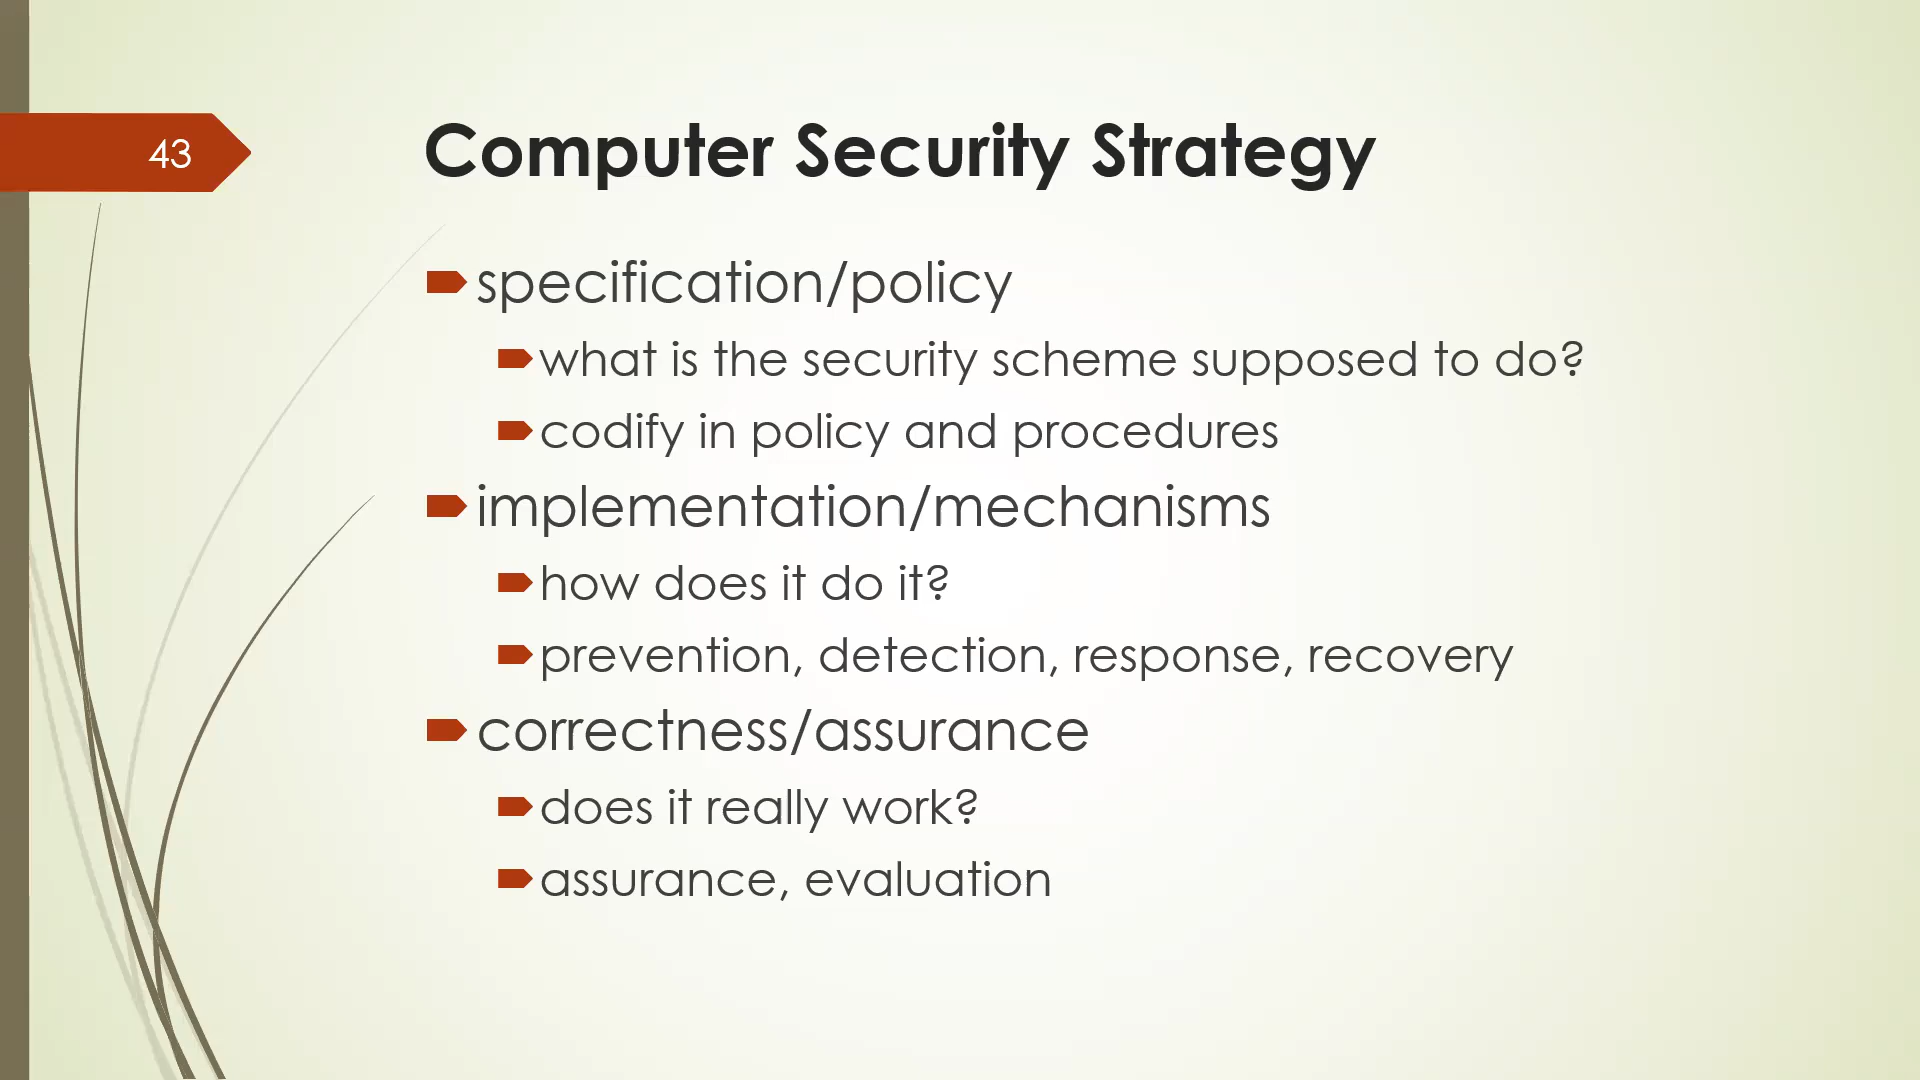 43
Computer Security Strategy
specification/policy
what is the security scheme supposed to do?
codify in policy and procedures
implementation/mechanisms
how does it do it?
prevention, detection, response, recovery
correctness/assurance
does it really work?
assurance, evaluation